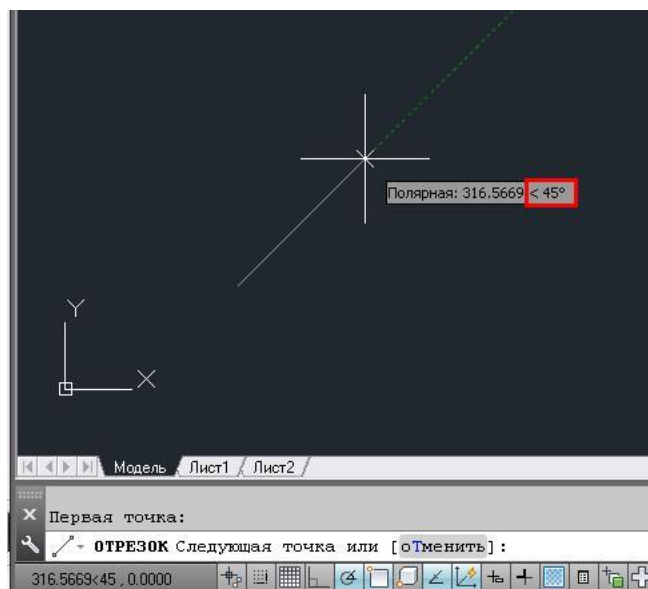 Полярная: 316.5669 < 45°
Y
X
Модель Лист1 Лист2
Первая точка:
ОТРЕЗОК Следующая точка или [оТменить]:
316.5669<45 , 0.0000